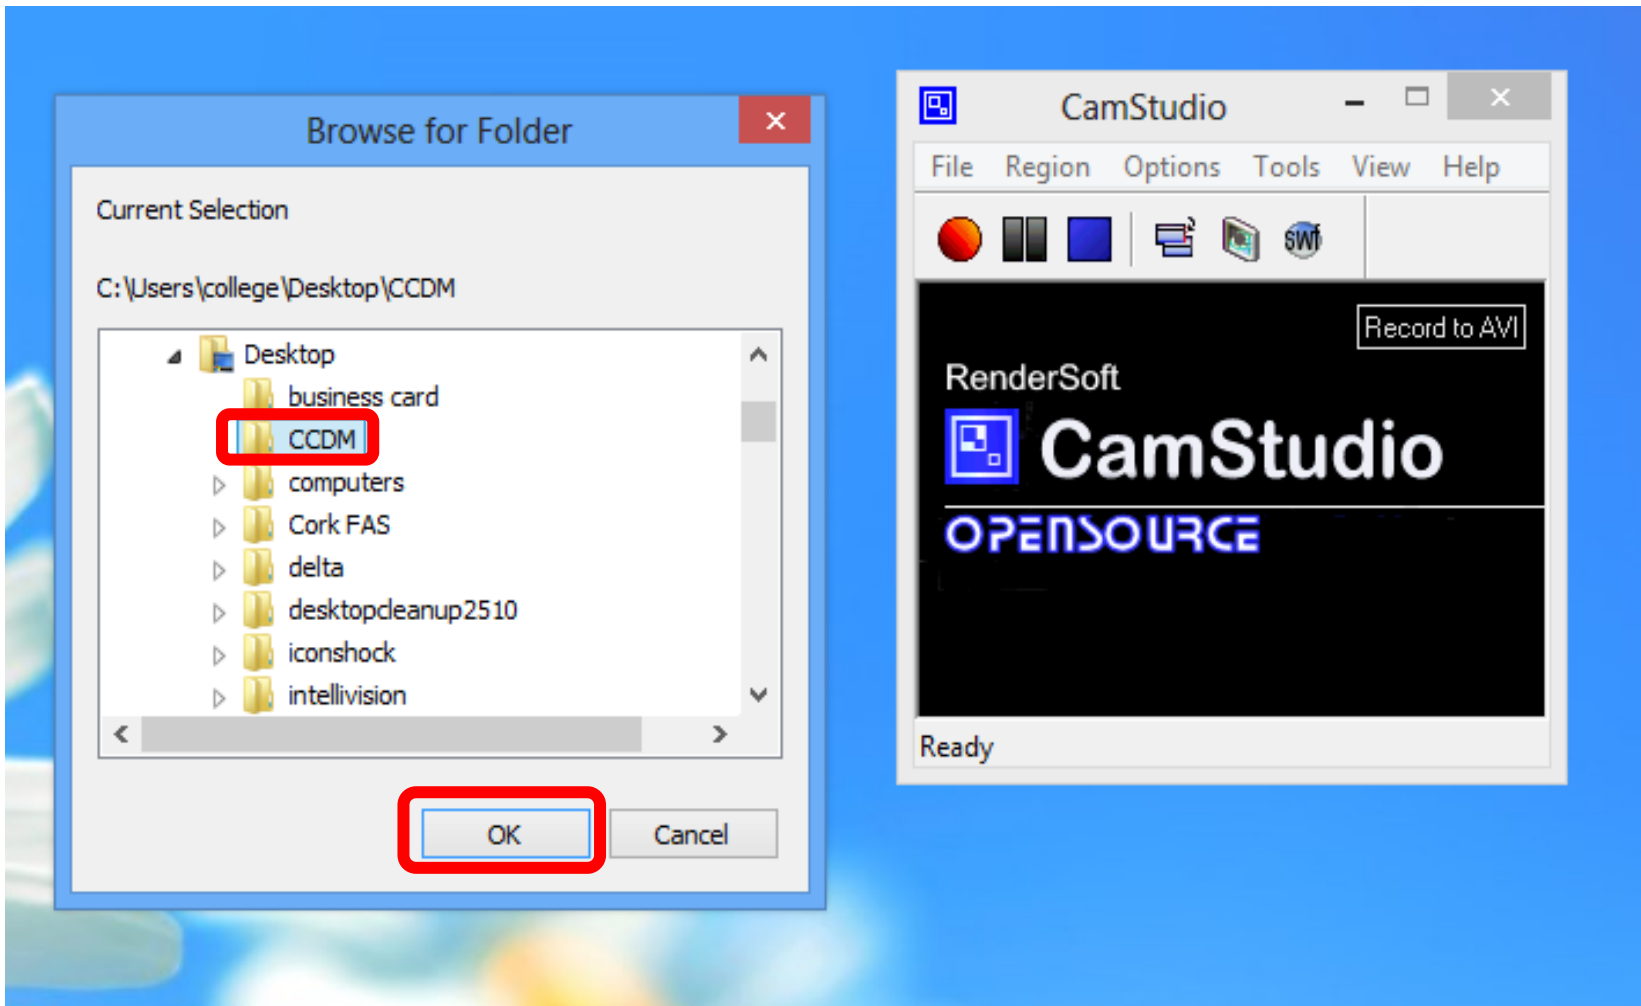 Browse for Folder
Current Selection
C:\Users\college\Desktop\CCDM
Desktop
business card
CCDM
computers
Cork FAS
delta
desktopcleanup2510
iconshock
intellivision
OK
Cancel
CamStudio
File Region Options Tools View Help
swf
Record to AVI
RenderSoft
CamStudio
OPENSOURCE
Ready